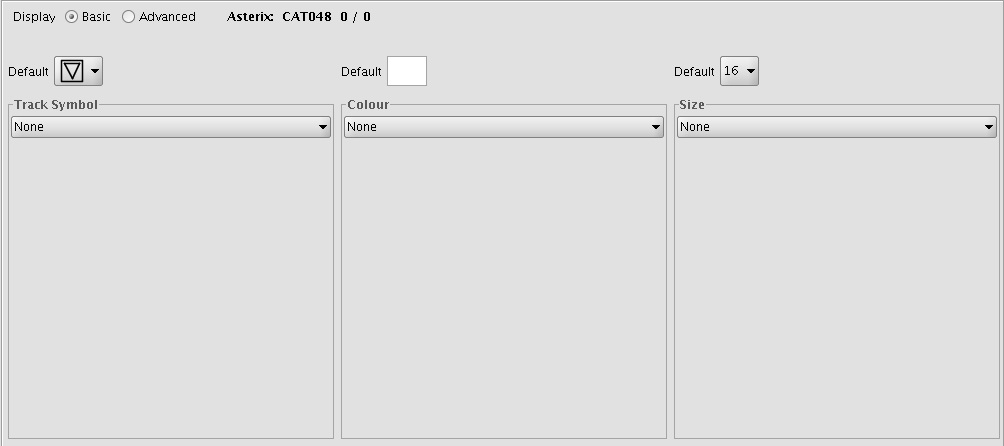 Display Basic Advanced Asterix: CAT048 0 / 0
Default Default Default 16
Track Symbol Colour Size
None None None